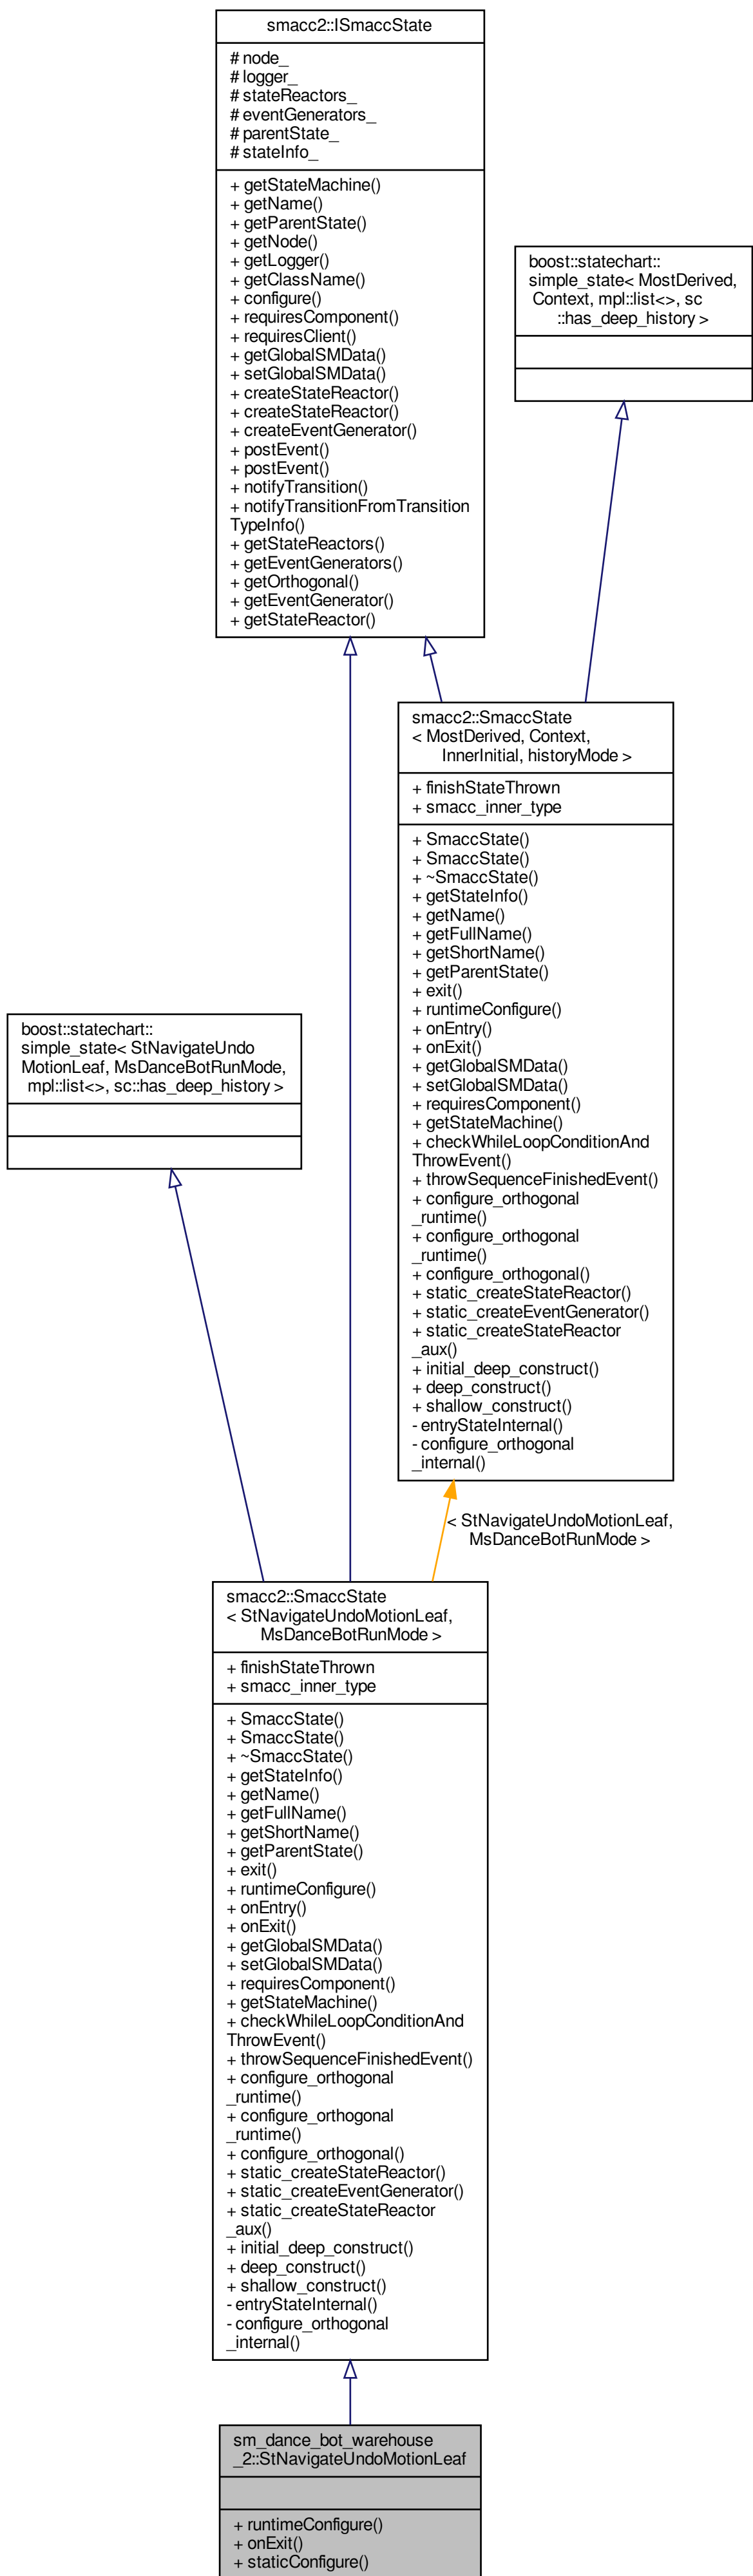 smacc2::ISmaccState
# node_
# logger_
# stateReactors_
# eventGenerators_
# parentState_
# stateInfo_
+ getStateMachine()
+ getName()
+ getParentState()
+ getNode()
+ getLogger()
+ getClassName()
+ configure()
+ requiresComponent()
+ requiresClient()
+ getGlobalSMData()
+ setGlobalSMData()
+ createStateReactor()
+ createStateReactor()
+ createEventGenerator()
+ postEvent()
+ postEvent()
+ notifyTransition()
+ notifyTransitionFromTransition
TypeInfo()
+ getStateReactors()
+ getEventGenerators()
+ getOrthogonal()
+ getEventGenerator()
+ getStateReactor()
boost::statechart::
simple_state< MostDerived,
Context, mpl::list<>, sc
::has_deep_history >
smacc2::SmaccState
< MostDerived, Context,
InnerInitial, historyMode >
+ finishStateThrown
+ smacc_inner_type
+ SmaccState()
+ SmaccState()
+ ~SmaccState()
+ getStateInfo()
+ getName()
+ getFullName()
+ getShortName()
+ getParentState()
+ exit()
+ runtimeConfigure()
+ onEntry()
+ onExit()
+ getGlobalSMData()
+ setGlobalSMData()
+ requiresComponent()
+ getStateMachine()
+ checkWhileLoopConditionAnd
ThrowEvent()
+ throwSequenceFinishedEvent()
+ configure_orthogonal
_runtime()
+ configure_orthogonal
_runtime()
+ configure_orthogonal()
+ static_createStateReactor()
+ static_createEventGenerator()
+ static_createStateReactor
_aux()
+ initial_deep_construct()
+ deep_construct()
+ shallow_construct()
- entryStateInternal()
- configure_orthogonal
_internal()
boost::statechart::
simple_state< StNavigateUndo
MotionLeaf, MsDanceBotRunMode,
mpl::list<>, sc::has_deep_history >
< StNavigateUndoMotionLeaf,
MsDanceBotRunMode >
smacc2::SmaccState
< StNavigateUndoMotionLeaf,
MsDanceBotRunMode >
+ finishStateThrown
+ smacc_inner_type
+ SmaccState()
+ SmaccState()
+ ~SmaccState()
+ getStateInfo()
+ getName()
+ getFullName()
+ getShortName()
+ getParentState()
+ exit()
+ runtimeConfigure()
+ onEntry()
+ onExit()
+ getGlobalSMData()
+ setGlobalSMData()
+ requiresComponent()
+ getStateMachine()
+ checkWhileLoopConditionAnd
ThrowEvent()
+ throwSequenceFinishedEvent()
+ configure_orthogonal
_runtime()
+ configure_orthogonal
_runtime()
+ configure_orthogonal()
+ static_createStateReactor()
+ static_createEventGenerator()
+ static_createStateReactor
_aux()
+ initial_deep_construct()
+ deep_construct()
+ shallow_construct()
- entryStateInternal()
- configure_orthogonal
_internal()
sm_dance_bot_warehouse
_2::StNavigateUndoMotionLeaf
+ runtimeConfigure()
+ onExit()
+ staticConfigure()